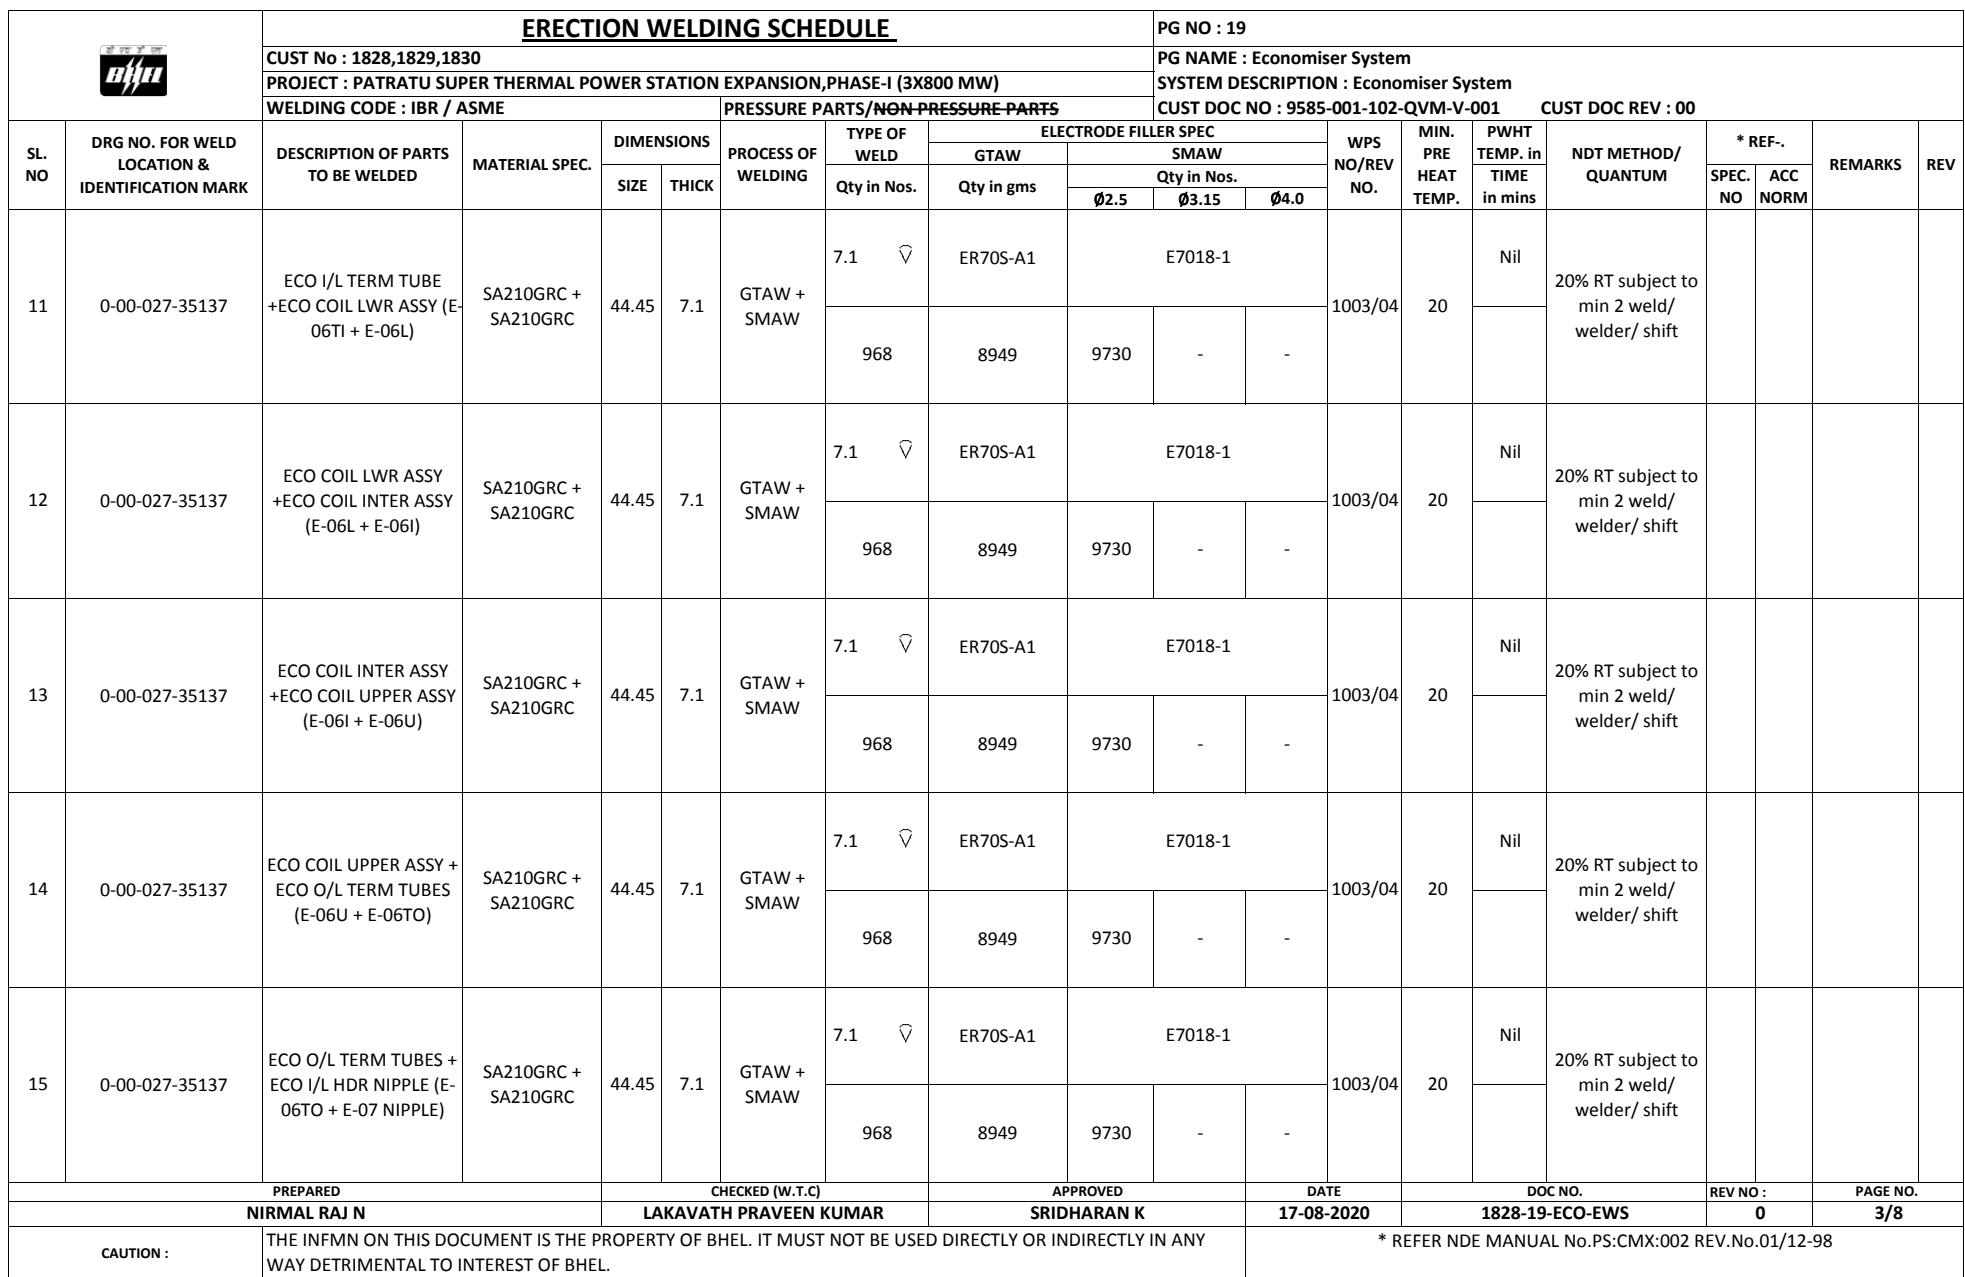 बी एच ई एल
BHEL
ERECTION WELDING SCHEDULE
PG NO : 19
CUST No : 1828,1829,1830
PG NAME : Economiser System
PROJECT : PATRATU SUPER THERMAL POWER STATION EXPANSION,PHASE-I (3X800 MW)
SYSTEM DESCRIPTION : Economiser System
WELDING CODE : IBR / ASME
PRESSURE PARTS/NON PRESSURE PARTS
CUST DOC NO : 9585-001-102-QVM-V-001 CUST DOC REV : 00
SL.
NO
DRG NO. FOR WELD
LOCATION &
IDENTIFICATION MARK
DESCRIPTION OF PARTS
TO BE WELDED
MATERIAL SPEC.
DIMENSIONS
SIZE
THICK
PROCESS OF
WELDING
TYPE OF
WELD
Qty in Nos.
ELECTRODE FILLER SPEC
GTAW
Qty in gms
SMAW
Qty in Nos.
Ø2.5
Ø3.15
Ø4.0
WPS
NO/REV
NO.
MIN.
PRE
HEAT
TEMP.
PWHT
TEMP. in
TIME
in mins
NDT METHOD/
QUANTUM
* REF-.
SPEC.
NO
ACC
NORM
REMARKS
REV
11
0-00-027-35137
ECO I/L TERM TUBE
+ECO COIL LWR ASSY (E-
06TI + E-06L)
SA210GRC +
SA210GRC
44.45
7.1
GTAW +
SMAW
7.1
ER70S-A1
E7018-1
968
8949
9730
-
-
1003/04
20
Nil
20% RT subject to
min 2 weld/
welder/ shift
12
0-00-027-35137
ECO COIL LWR ASSY
+ECO COIL INTER ASSY
(E-06L + E-06I)
SA210GRC +
SA210GRC
44.45
7.1
GTAW +
SMAW
7.1
ER70S-A1
E7018-1
968
8949
9730
-
-
1003/04
20
Nil
20% RT subject to
min 2 weld/
welder/ shift
13
0-00-027-35137
ECO COIL INTER ASSY
+ECO COIL UPPER ASSY
(E-06I + E-06U)
SA210GRC +
SA210GRC
44.45
7.1
GTAW +
SMAW
7.1
ER70S-A1
E7018-1
968
8949
9730
-
-
1003/04
20
Nil
20% RT subject to
min 2 weld/
welder/ shift
14
0-00-027-35137
ECO COIL UPPER ASSY +
ECO O/L TERM TUBES
(E-06U + E-06TO)
SA210GRC +
SA210GRC
44.45
7.1
GTAW +
SMAW
7.1
ER70S-A1
E7018-1
968
8949
9730
-
-
1003/04
20
Nil
20% RT subject to
min 2 weld/
welder/ shift
15
0-00-027-35137
ECO O/L TERM TUBES +
ECO I/L HDR NIPPLE (E-
06TO + E-07 NIPPLE)
SA210GRC +
SA210GRC
44.45
7.1
GTAW +
SMAW
7.1
ER70S-A1
E7018-1
968
8949
9730
-
-
1003/04
20
Nil
20% RT subject to
min 2 weld/
welder/ shift
PREPARED
CHECKED (W.T.C)
APPROVED
DATE
DOC NO.
REV NO :
PAGE NO.
NIRMAL RAJ N
LAKAVATH PRAVEEN KUMAR
SRIDHARAN K
17-08-2020
1828-19-ECO-EWS
0
3/8
CAUTION :
THE INFMN ON THIS DOCUMENT IS THE PROPERTY OF BHEL. IT MUST NOT BE USED DIRECTLY OR INDIRECTLY IN ANY
WAY DETRIMENTAL TO INTEREST OF BHEL.
* REFER NDE MANUAL No.PS:CMX:002 REV.No.01/12-98